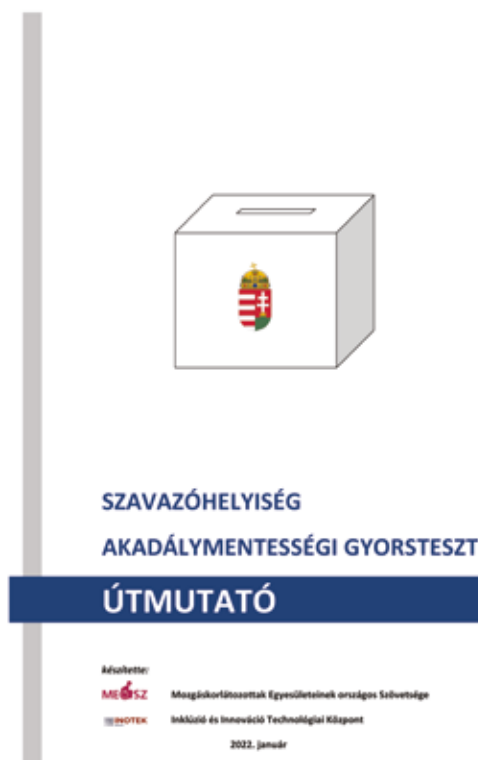 SZAVAZÓHELYISÉG
AKADÁLYMENTESSÉGI GYORSTESZT
ÚTMUTATÓ
készítette:
MEOSZ Mozgáskorlátozottak Egyesületeinek országos Szövetsége
INOTEK Inklúzió és Innováció Technológiai Központ
2022. január